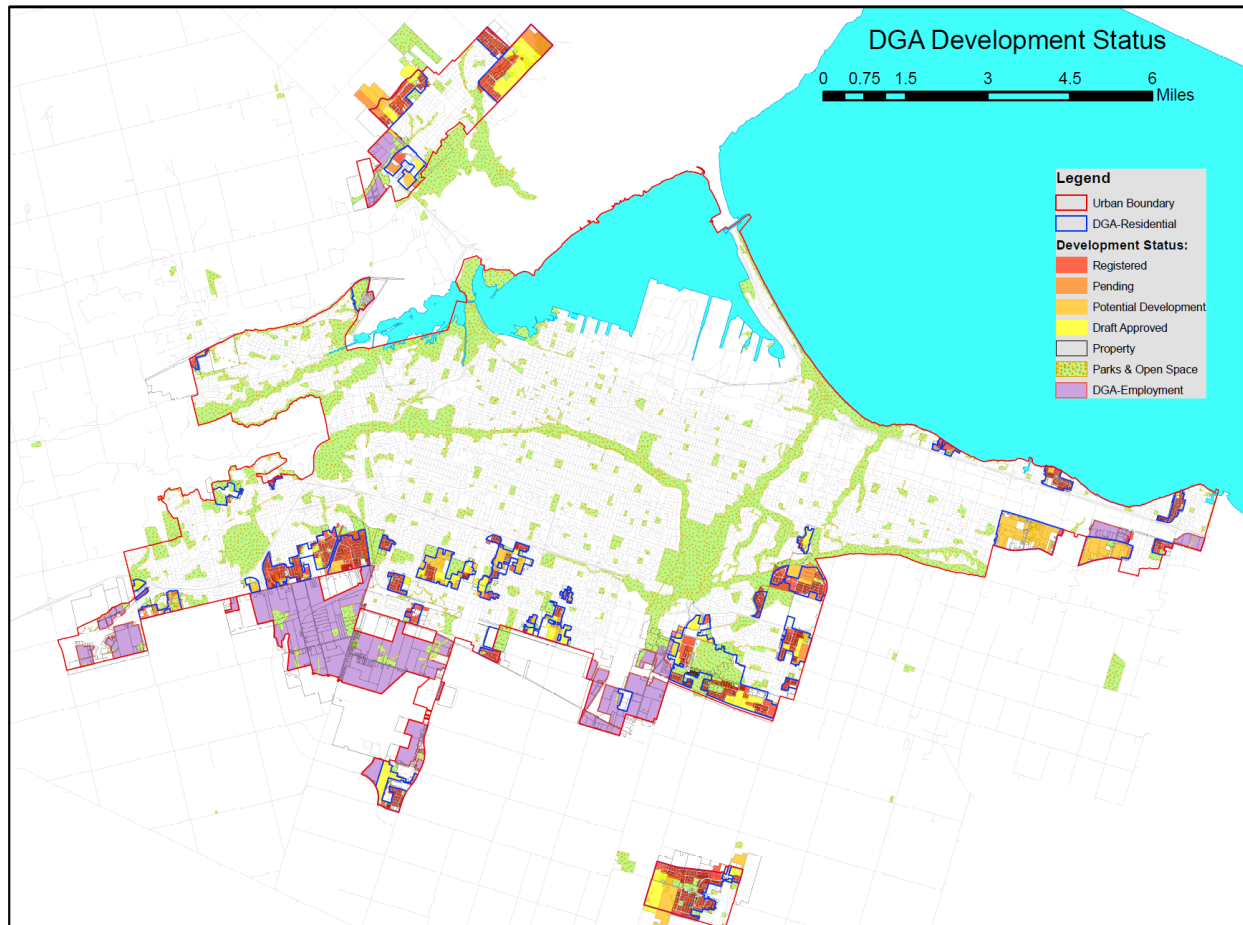 DGA Development Status
0 0.75 1.5 3 4.5 6
Miles
Legend
Urban Boundary
DGA-Residential
Development Status:
Registered
Pending
Potential Development
Draft Approved
Property
Parks & Open Space
DGA-Employment